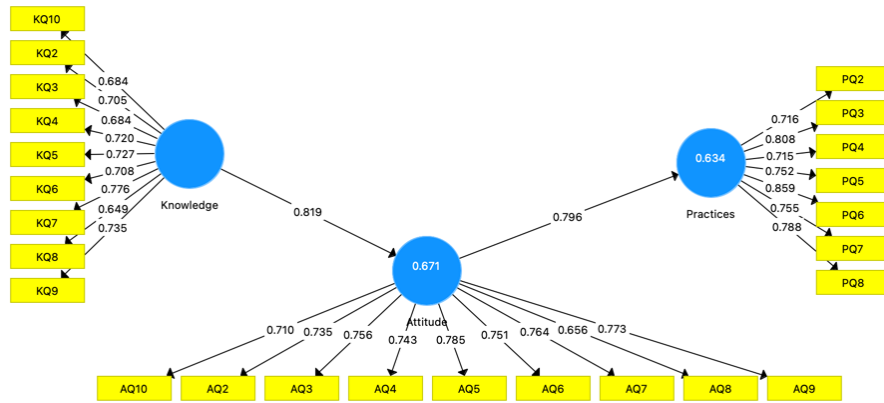 KQ10
KQ2
KQ3
KQ4
KQ5
KQ6
KQ7
KQ8
KQ9
0.684
0.705
0.684
0.720
0.727
0.708
0.776
0.649
0.735
Knowledge
0.819
0.671
Attitude
0.796
0.634
Practices
0.716
0.808
0.715
0.752
0.859
0.755
0.788
PQ2
PQ3
PQ4
PQ5
PQ6
PQ7
PQ8
0.710
0.735
0.756
0.743
0.785
0.751
0.764
0.656
0.773
AQ10
AQ2
AQ3
AQ4
AQ5
AQ6
AQ7
AQ8
AQ9